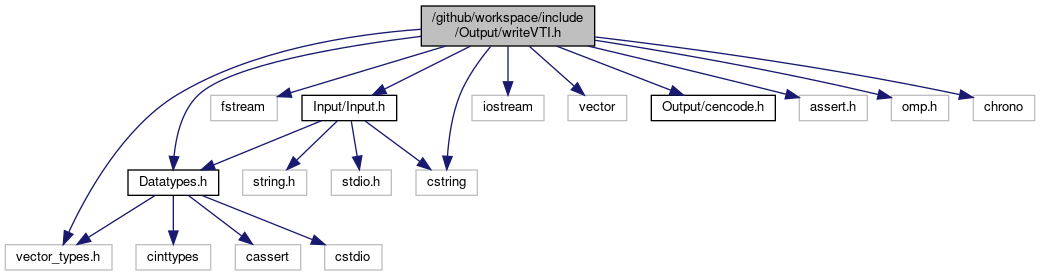 /github/workspace/include
/Output/writeVTI.h
fstream
Input/Input.h
iostream
vector
Output/cencode.h
assert.h
omp.h
chrono
Datatypes.h
string.h
stdio.h
cstring
vector_types.h
cinttypes
cassert
cstdio